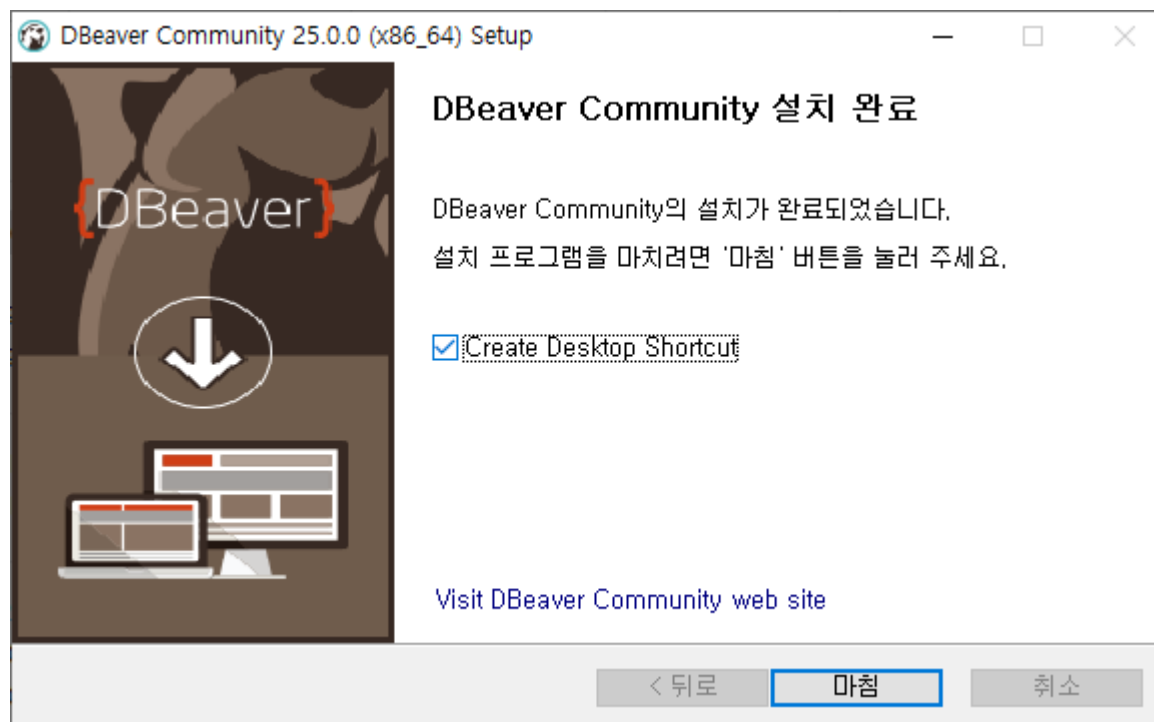 DBeaver Community 25.0.0 (x86_64) Setup
{DBeaver}
DBeaver Community 설치 완료
DBeaver Community의 설치가 완료되었습니다.
설치 프로그램을 마치려면 '마침' 버튼을 눌러 주세요.
Create Desktop Shortcut
Visit DBeaver Community web site
< 뒤로
마침
취소